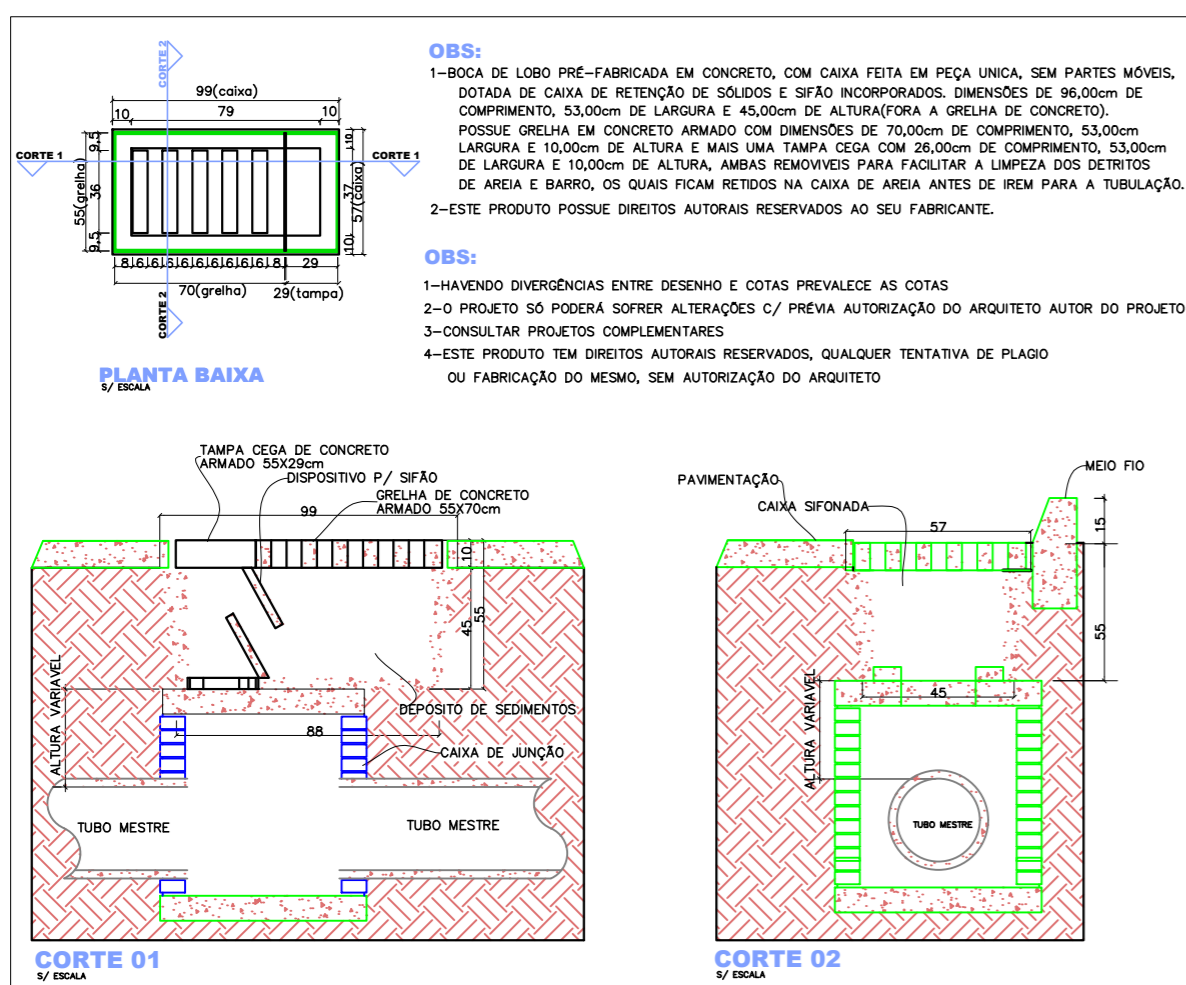 CORTE 2
99(caixa)
10
79
10
CORTE 1
CORTE 1
55(grelha)
9.5
36
9.5
10
37
10
57(caixa)
8 6 6 6 6 6 6 6 6 6 8 29
70(grelha) 29(tampa)
CORTE 2
PLANTA BAIXA
S/ ESCALA
OBS:
1-BOCA DE LOBO PRÉ-FABRICADA EM CONCRETO, COM CAIXA FEITA EM PEÇA UNICA, SEM PARTES MÓVEIS,
DOTADA DE CAIXA DE RETENÇÃO DE SÓLIDOS E SIFÃO INCORPORADOS. DIMENSÕES DE 96,00cm DE
COMPRIMENTO, 53,00cm DE LARGURA E 45,00cm DE ALTURA(FORA A GRELHA DE CONCRETO).
POSSUE GRELHA EM CONCRETO ARMADO COM DIMENSÕES DE 70,00cm DE COMPRIMENTO, 53,00cm
LARGURA E 10,00cm DE ALTURA E MAIS UMA TAMPA CEGA COM 26,00cm DE COMPRIMENTO, 53,00cm
DE LARGURA E 10,00cm DE ALTURA, AMBAS REMOVIVEIS PARA FACILITAR A LIMPEZA DOS DETRITOS
DE AREIA E BARRO, OS QUAIS FICAM RETIDOS NA CAIXA DE AREIA ANTES DE IREM PARA A TUBULAÇÃO.
2-ESTE PRODUTO POSSUE DIREITOS AUTORAIS RESERVADOS AO SEU FABRICANTE.
OBS:
1-HAVENDO DIVERGÊNCIAS ENTRE DESENHO E COTAS PREVALECE AS COTAS
2-O PROJETO SÓ PODERÁ SOFRER ALTERAÇÕES C/ PRÉVIA AUTORIZAÇÃO DO ARQUITETO AUTOR DO PROJETO
3-CONSULTAR PROJETOS COMPLEMENTARES
4-ESTE PRODUTO TEM DIREITOS AUTORAIS RESERVADOS, QUALQUER TENTATIVA DE PLAGIO
OU FABRICAÇÃO DO MESMO, SEM AUTORIZAÇÃO DO ARQUITETO
TAMPA CEGA DE CONCRETO
ARMADO 55X29cm
DISPOSITIVO P/ SIFÃO
GRELHA DE CONCRETO
ARMADO 55X70cm
99
10
45
55
DEPOSITO DE SEDIMENTOS
88
CAIXA DE JUNÇÃO
ALTURA VARIAVEL
TUBO MESTRE
TUBO MESTRE
CORTE 01
S/ ESCALA
PAVIMENTAÇÃO
CAIXA SIFONADA
MEIO FIO
57
15
55
45
ALTURA VARIAVEL
TUBO MESTRE
CORTE 02
S/ ESCALA